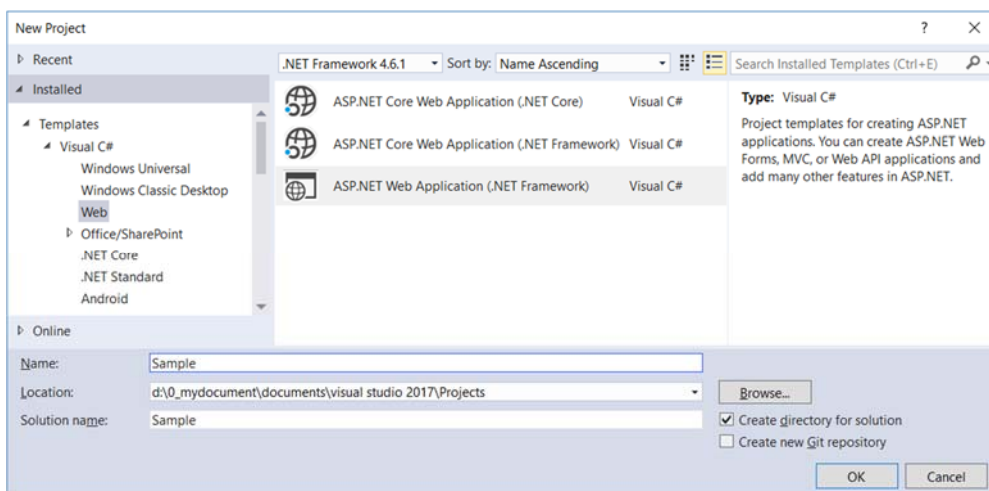 New Project
?
Recent
.NET Framework 4.6.1
Sort by: Name Ascending
Search Installed Templates (Ctrl+E)
Installed
Templates
Visual C#
Windows Universal
Windows Classic Desktop
Web
Office/SharePoint
.NET Core
.NET Standard
Android
Online
ASP.NET Core Web Application (.NET Core) Visual C#
ASP.NET Core Web Application (.NET Framework) Visual C#
ASP.NET Web Application (.NET Framework) Visual C#
Type: Visual C#
Project templates for creating ASP.NET
applications. You can create ASP.NET Web
Forms, MVC, or Web API applications and
add many other features in ASP.NET.
Name: Sample
Location: d:\0_mydocument\documents\visual studio 2017\Projects
Browse...
Solution name: Sample
Create directory for solution
Create new Git repository
OK
Cancel